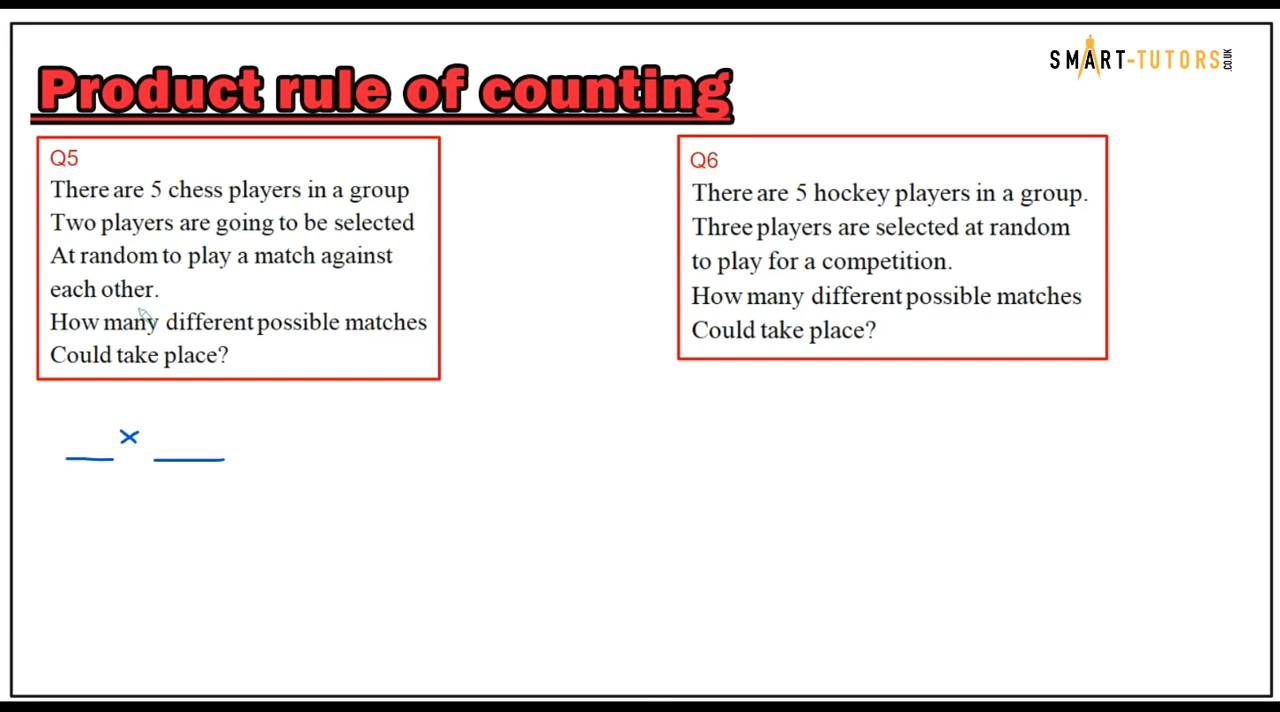 SMART-TUTORS.CO.UK
Product rule of counting
Q5
There are 5 chess players in a group
Two players are going to be selected
At random to play a match against
each other.
How many different possible matches
Could take place?
Q6
There are 5 hockey players in a group.
Three players are selected at random
to play for a competition.
How many different possible matches
Could take place?
__ × __